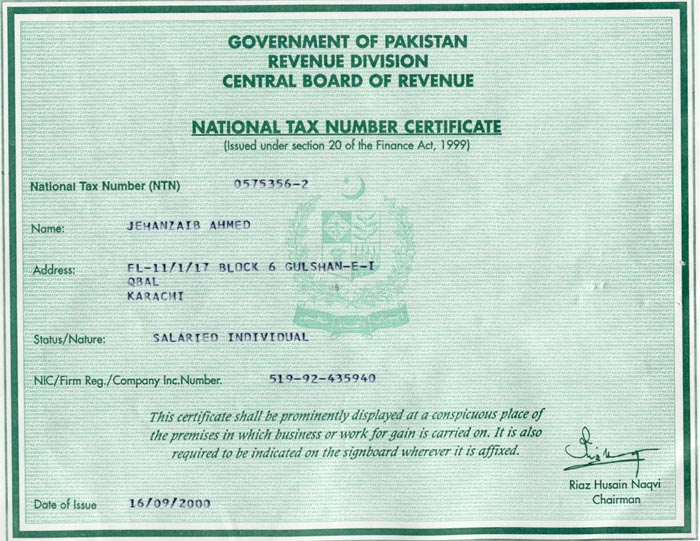 GOVERNMENT OF PAKISTAN
REVENUE DIVISION
CENTRAL BOARD OF REVENUE
NATIONAL TAX NUMBER CERTIFICATE
(Issued under section 20 of the Finance Act, 1999)
National Tax Number (NTN) 0575356-2
Name: JEHANZAIB AHMED
Address: FL-11/1/17 BLOCK 6 GULSHAN-E-I
QBAL
KARACHI
Status/Nature: SALARIED INDIVIDUAL
NIC/Firm Reg./Company Inc.Number. 519-92-435940
This certificate shall be prominently displayed at a conspicuous place of
the premises in which business or work for gain is carried on. It is also
required to be indicated on the signboard wherever it is affixed.
Riaz Husain Naqvi
Chairman
Date of Issue 16/09/2000